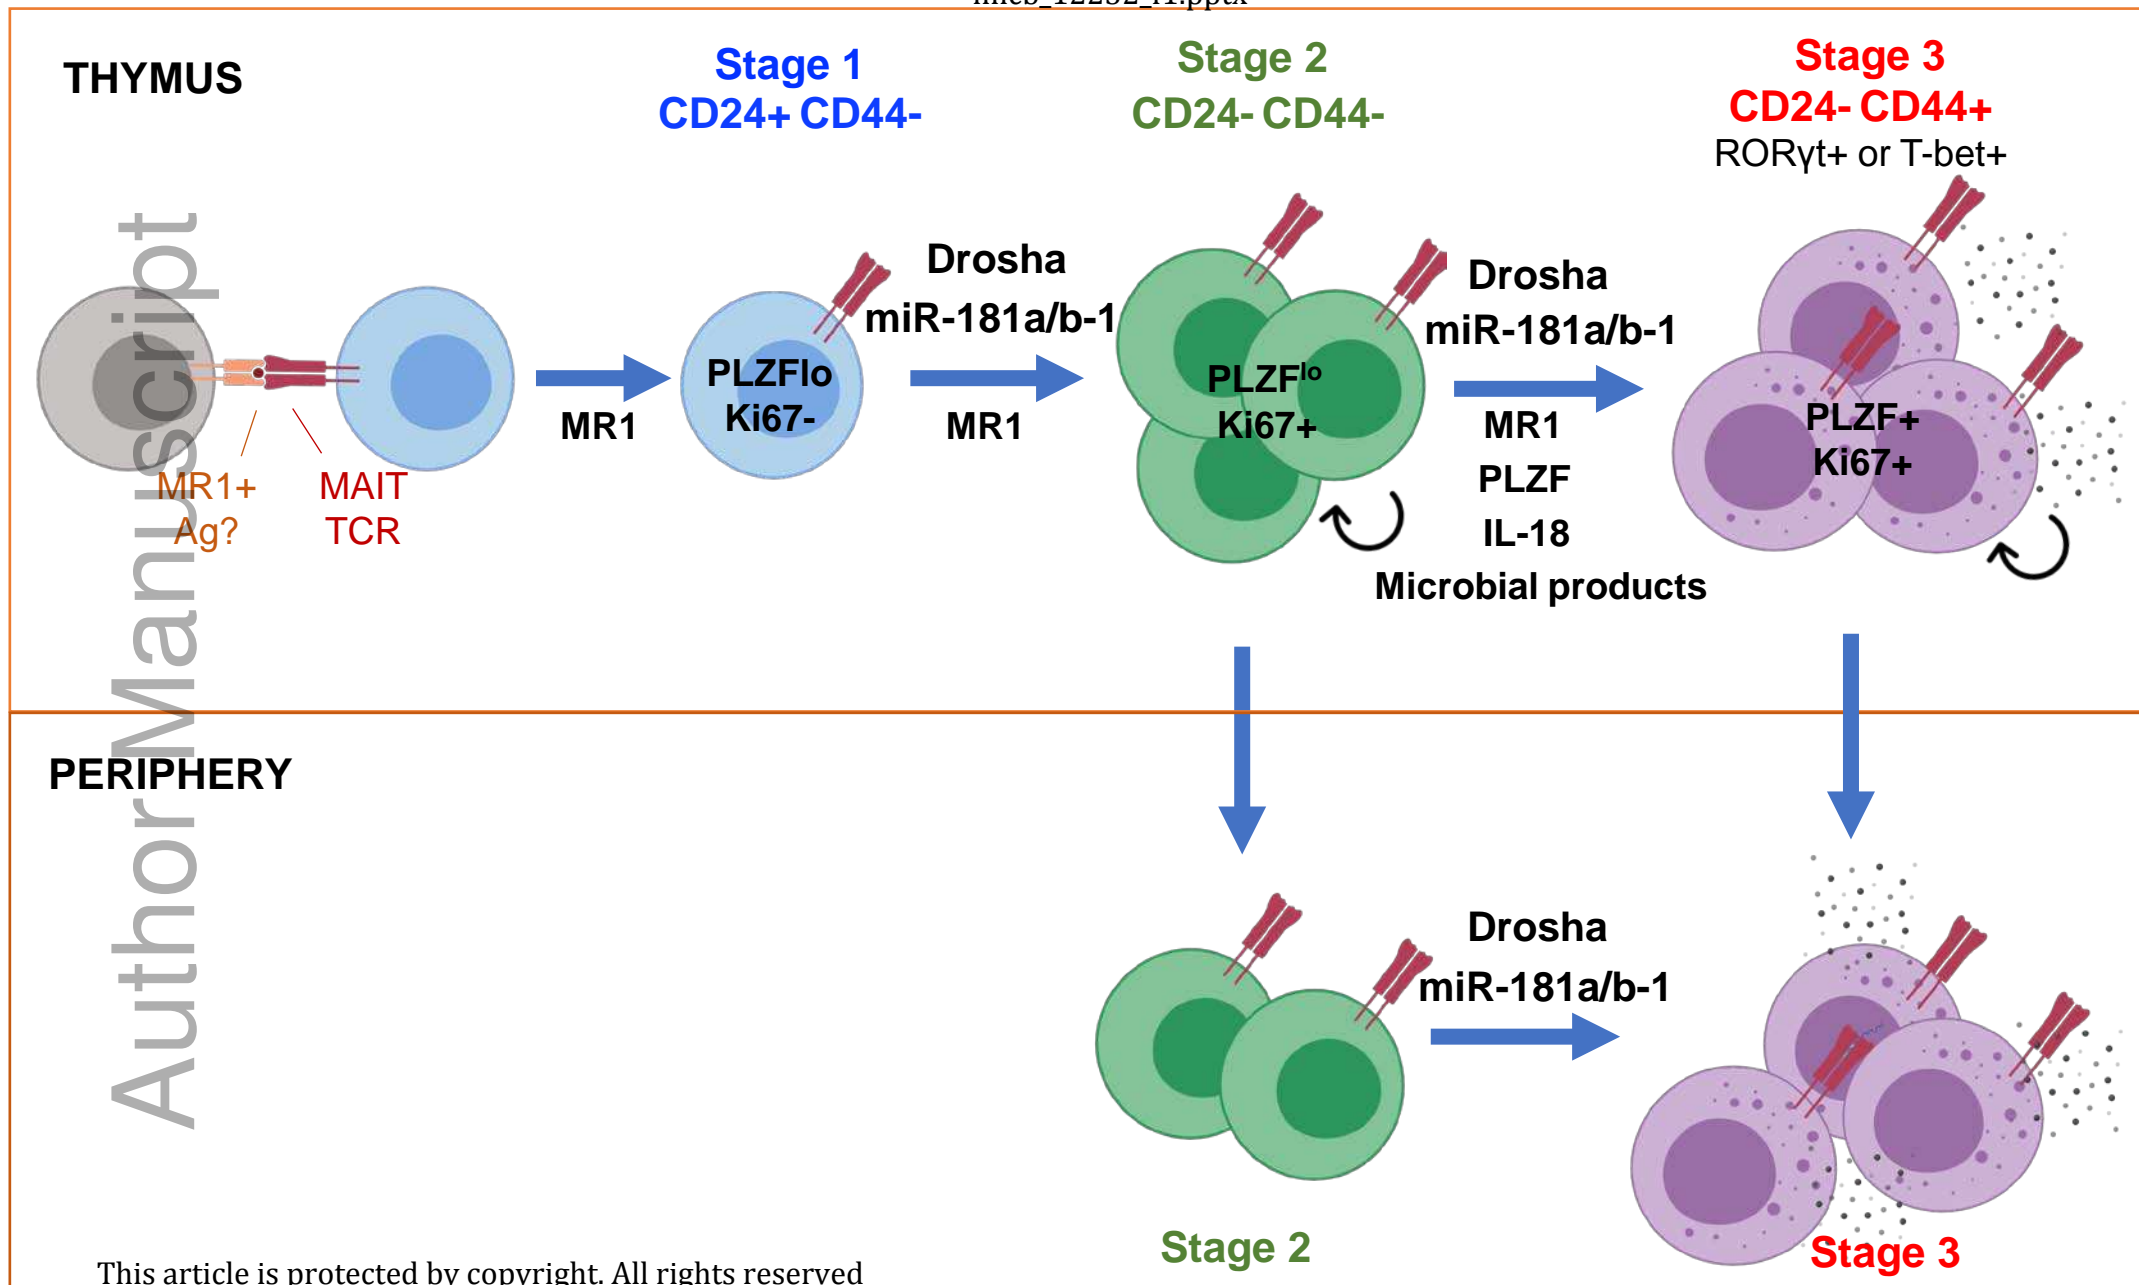 THYMUS
Stage 1
CD24+ CD44-
Stage 2
CD24- CD44-
Stage 3
CD24- CD44+
RORγt+ or T-bet+
MR1+
Ag?
MAIT
TCR
MR1
PLZFlo
Ki67-
Drosha
miR-181a/b-1
MR1
PLZFlo
Ki67+
Drosha
miR-181a/b-1
MR1
PLZF
IL-18
Microbial products
PLZF+
Ki67+
PERIPHERY
Drosha
miR-181a/b-1
Stage 2
Stage 3
Author Manuscript
This article is protected by copyright. All rights reserved